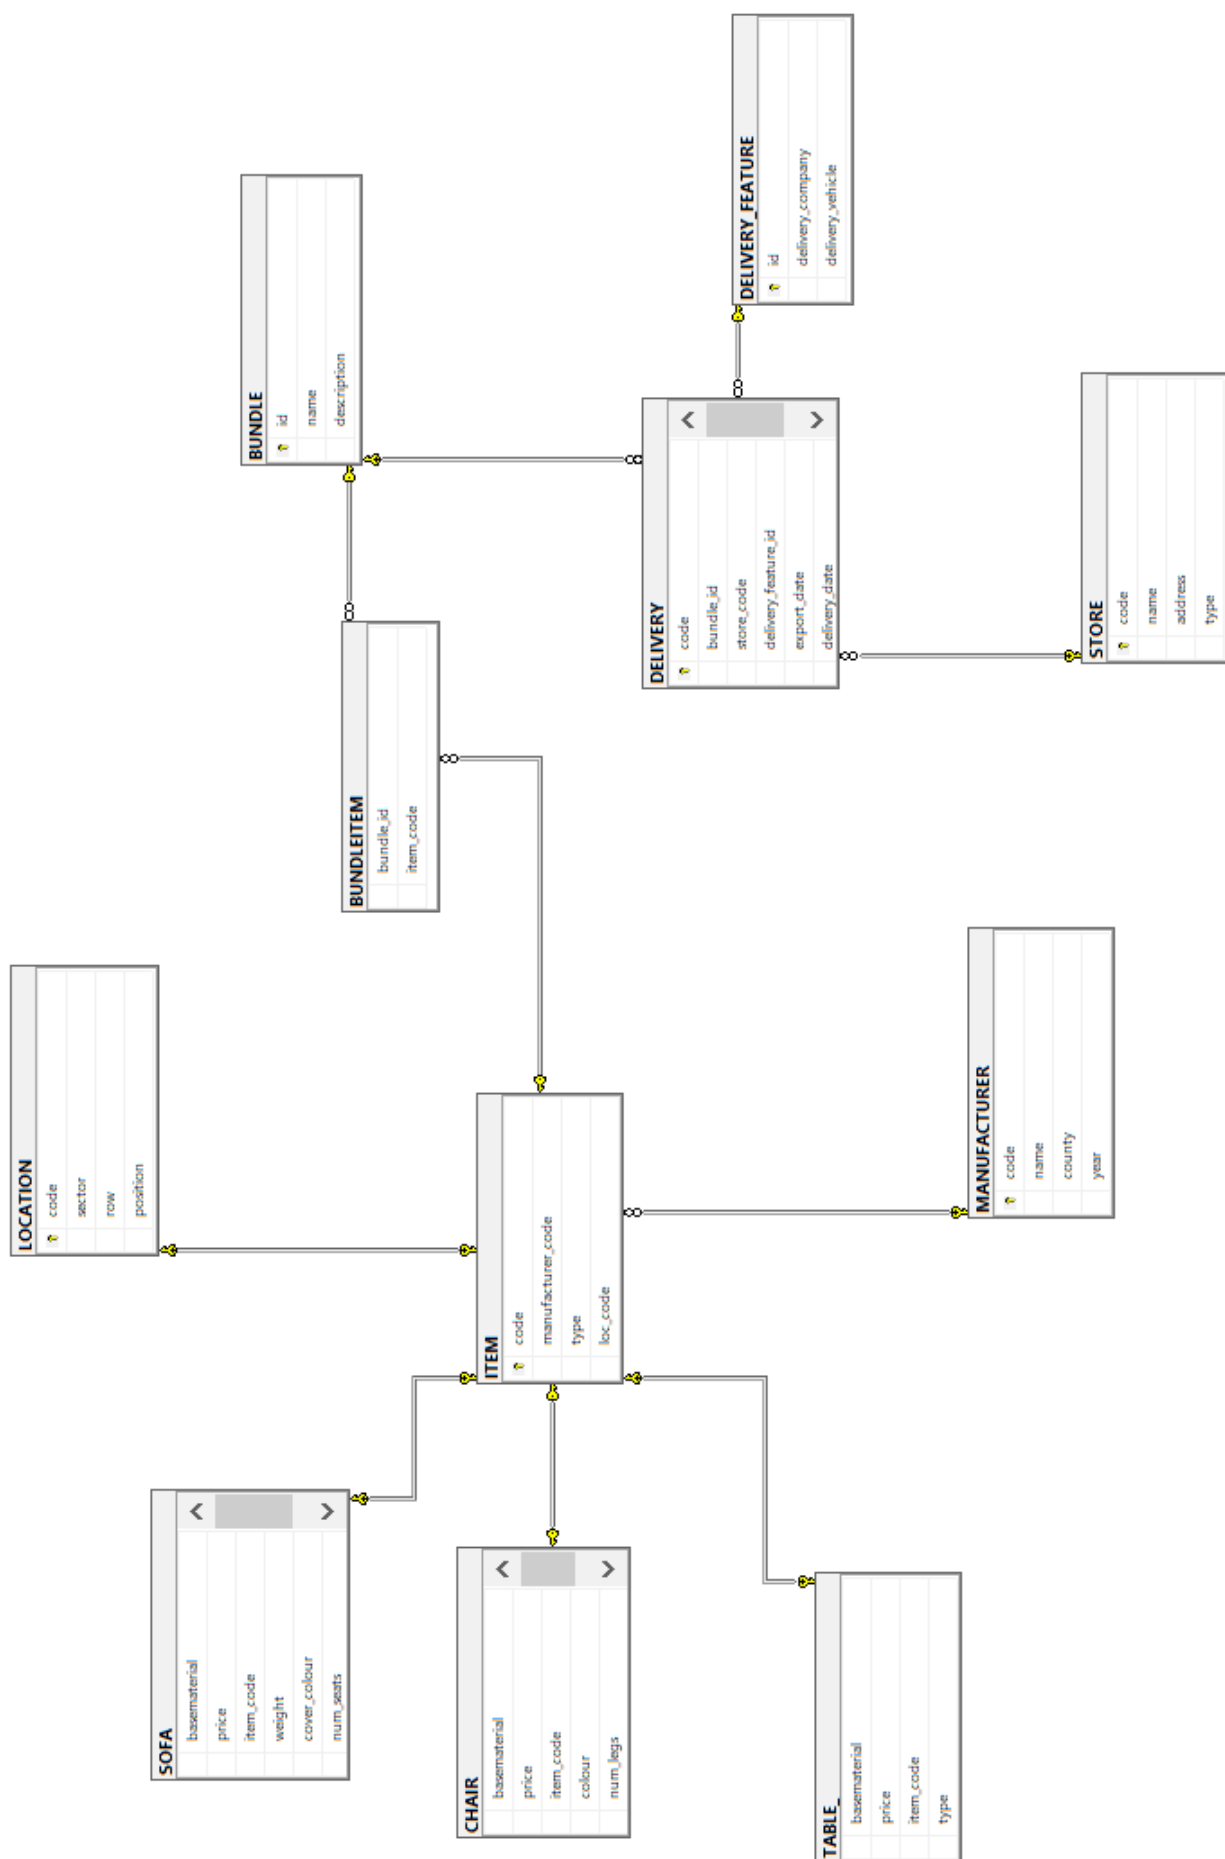 BUNDLE
id
name
description
DELIVERY_FEATURE
id
delivery_company
delivery_vehicle
BUNDLEITEM
bundle_id
item_code
DELIVERY
code
bundle_id
store_code
delivery_feature_id
export_date
delivery_date
STORE
code
name
address
type
LOCATION
code
sector
row
position
ITEM
code
manufacturer_code
type
loc_code
MANUFACTURER
code
name
county
year
SOFA
basematerial
price
item_code
weight
cover_colour
num_seats
CHAIR
basematerial
price
item_code
colour
num_legs
TABLE_
basematerial
price
item_code
type